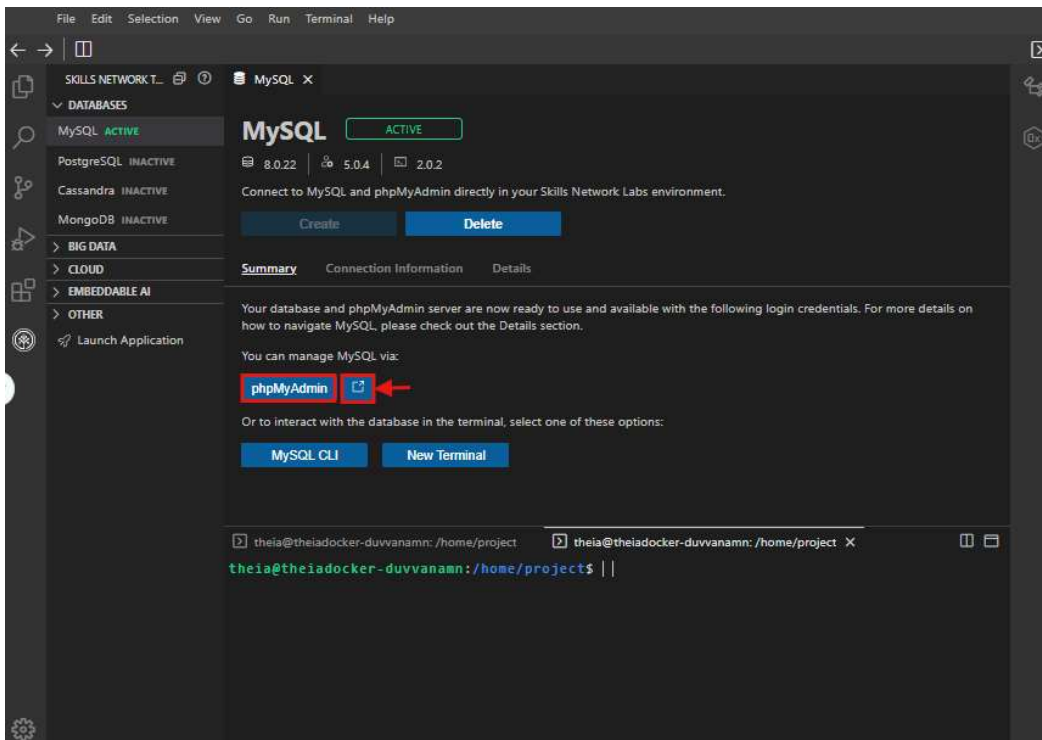 File Edit Selection View Go Run Terminal Help
SKILLS NETWORK T...
DATABASES
MySQL ACTIVE
PostgreSQL INACTIVE
Cassandra INACTIVE
MongoDB INACTIVE
BIG DATA
CLOUD
EMBEDDABLE AI
OTHER
Launch Application
MySQL
MySQL ACTIVE
8.0.22 5.0.4 2.0.2
Connect to MySQL and phpMyAdmin directly in your Skills Network Labs environment.
Create Delete
Summary Connection Information Details
Your database and phpMyAdmin server are now ready to use and available with the following login credentials. For more details on
how to navigate MySQL, please check out the Details section.
You can manage MySQL via:
phpMyAdmin
Or to interact with the database in the terminal, select one of these options:
MySQL CLI New Terminal
theia@theiadocker-duvvanamn: /home/project theia@theiadocker-duvvanamn: /home/project
theia@theiadocker-duvvanamn:/home/project$